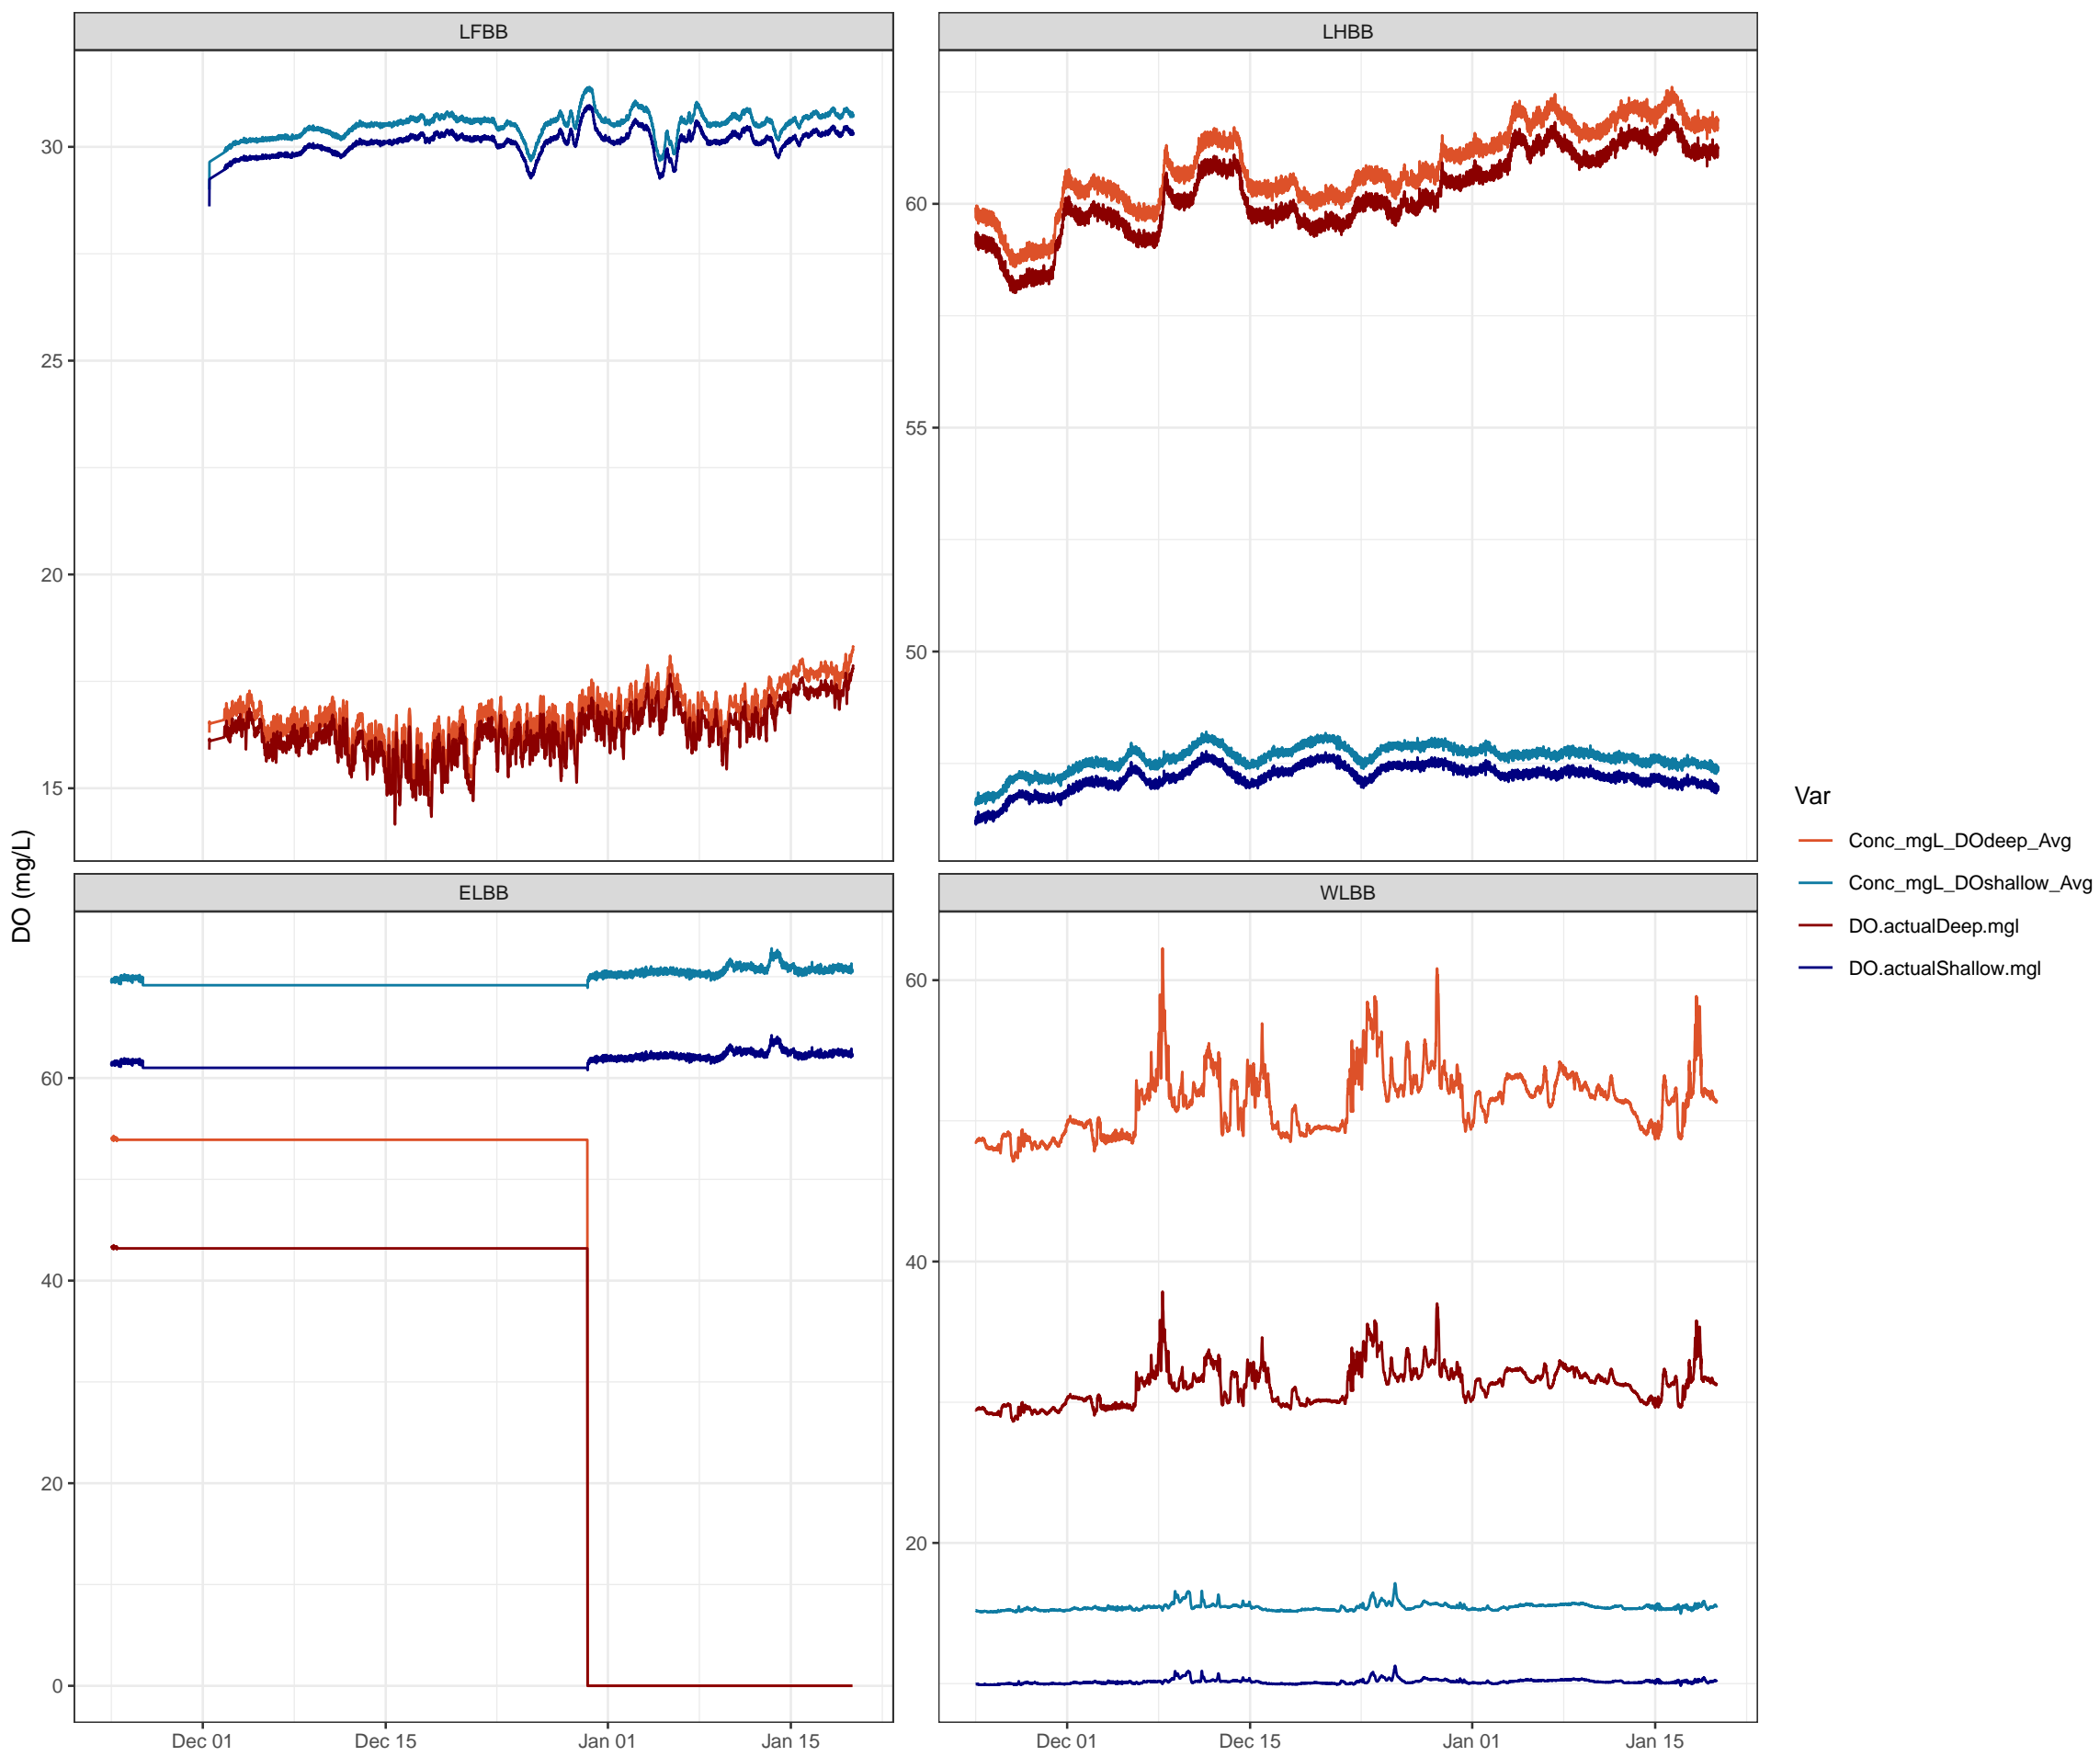 LFBB
LHBB
30
25
20
15
60
55
50
DO (mg/L)
ELBB
WLBB
60
40
20
0
60
40
20
Dec 01
Dec 15
Jan 01
Jan 15
Dec 01
Dec 15
Jan 01
Jan 15
Var
Conc_mgL_DOdeep_Avg
Conc_mgL_DOshallow_Avg
DO.actualDeep.mgl
DO.actualShallow.mgl